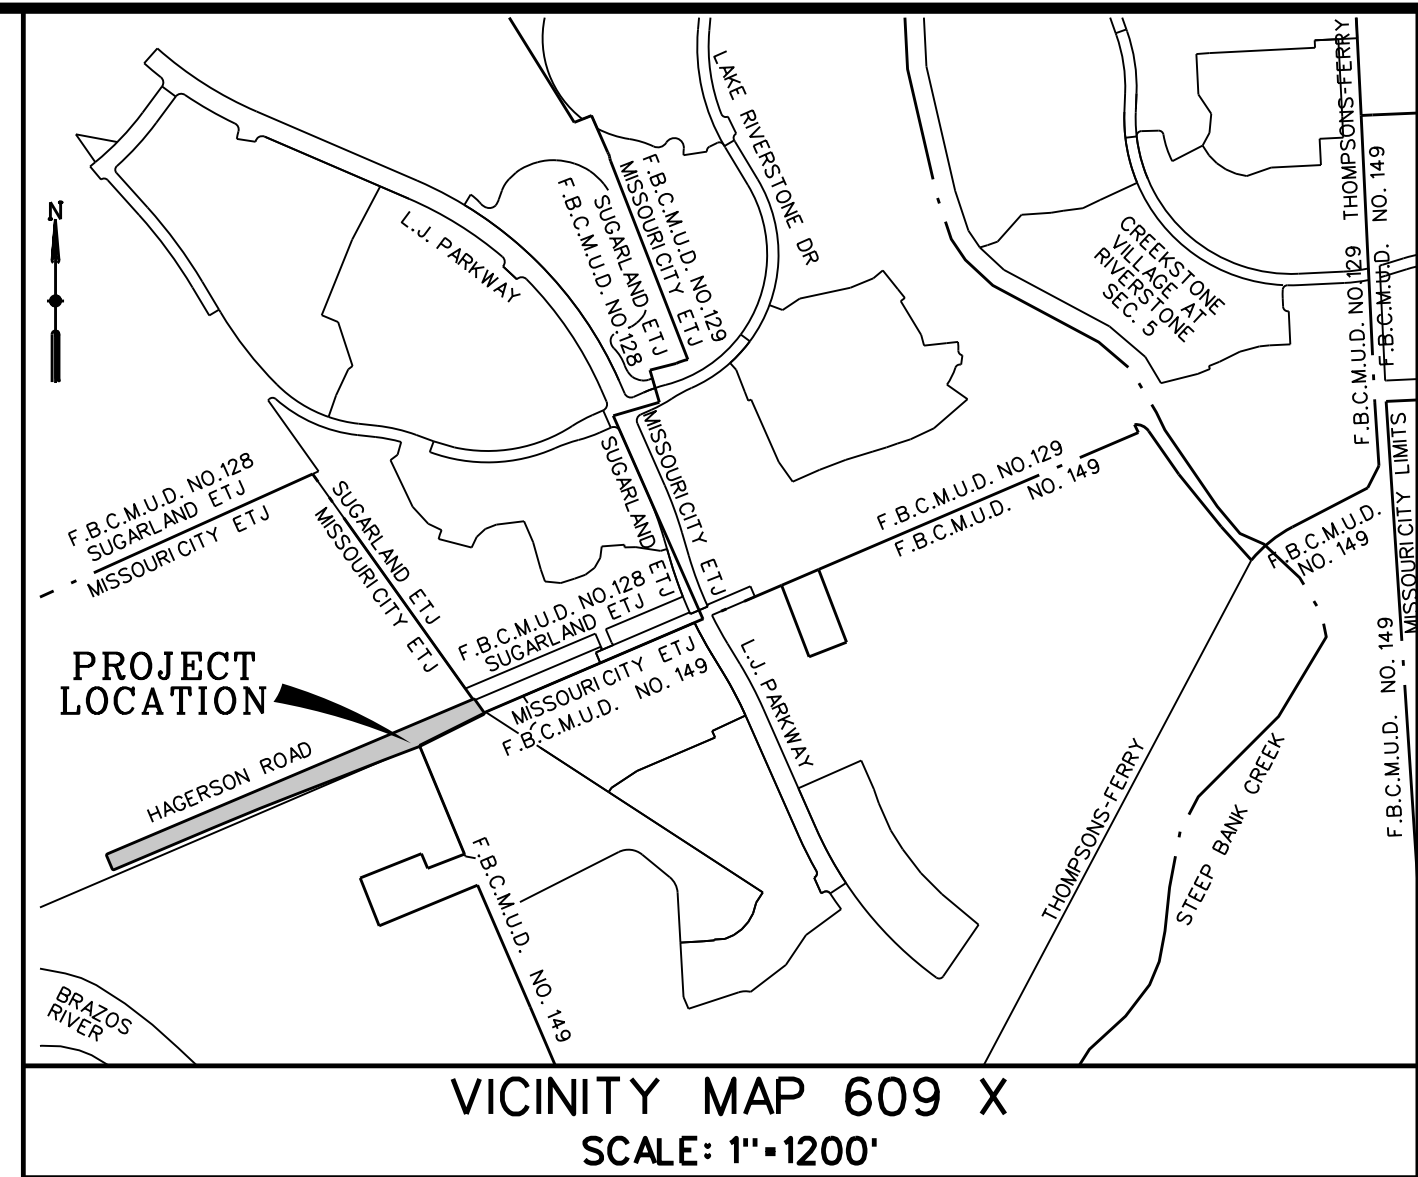 LAKE RIVERSTONE DR
THOMPSONS-FERRY
F.B.C.M.U.D. NO.129
F.B.C.M.U.D. NO. 149
N
L.J. PARKWAY
F.B.C.M.U.D. NO.129
MISSOURI CITY ETJ
SUGARLAND ETJ
F.B.C.M.U.D. NO.128
CREEKSTONE
VILLAGE AT
RIVERSTONE
SEC. 5
MISSOURI CITY LIMITS
F.B.C.M.U.D. NO.128
SUGARLAND ETJ
MISSOURI CITY ETJ
SUGARLAND ETJ
MISSOURI CITY ETJ
SUGARLAND ETJ
MISSOURI CITY ETJ
F.B.C.M.U.D. NO.129
F.B.C.M.U.D. NO. 149
F.B.C.M.U.D.
NO. 149
F.B.C.M.U.D. NO.128
SUGARLAND ETJ
MISSOURI CITY ETJ
F.B.C.M.U.D. NO. 149
PROJECT
LOCATION
L.J. PARKWAY
HAGERSON ROAD
F.B.C.M.U.D. NO. 149
THOMPSONS-FERRY
STEEP BANK CREEK
F.B.C.M.U.D. NO. 149
BRAZOS
RIVER
VICINITY MAP 609 X
SCALE: 1"=1200'